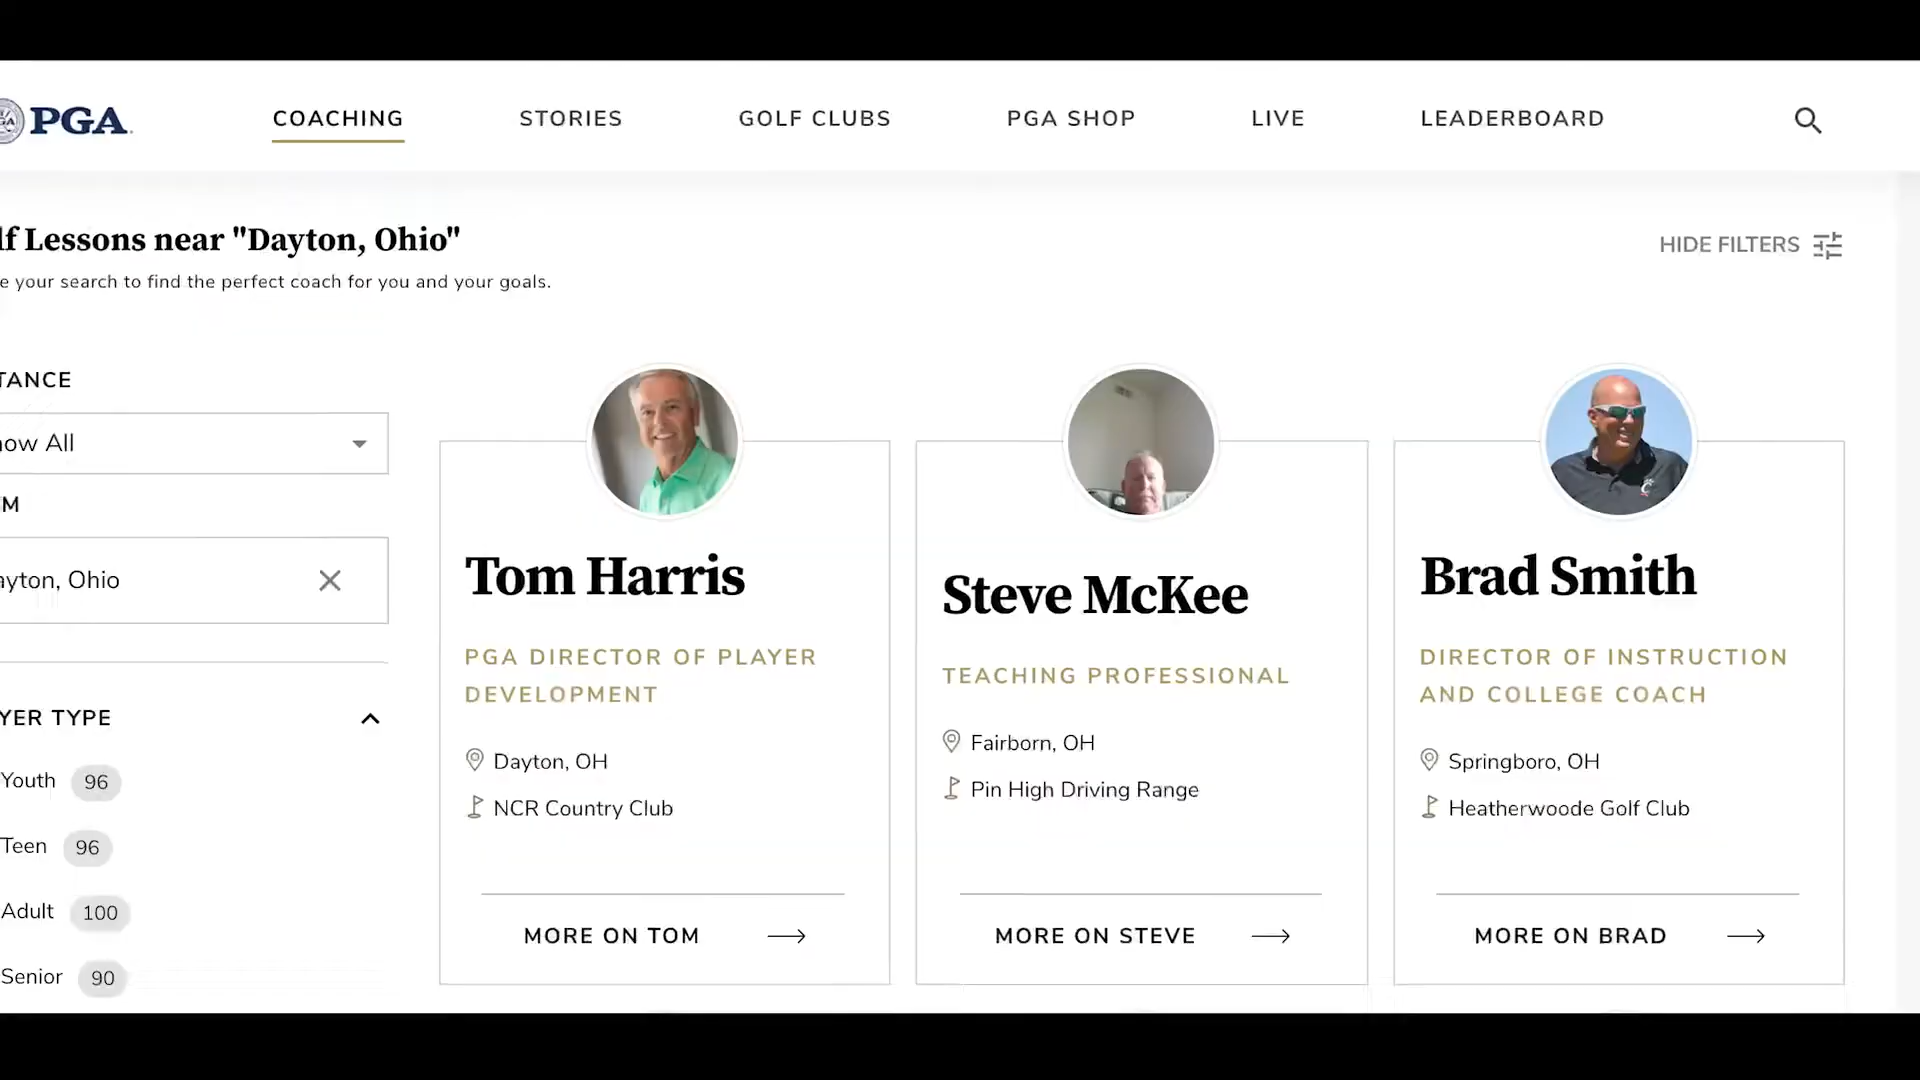 PGA
COACHING
STORIES
GOLF CLUBS
PGA SHOP
LIVE
LEADERBOARD
lf Lessons near "Dayton, Ohio"
e your search to find the perfect coach for you and your goals.
HIDE FILTERS
TANCE
how All
M
ayton, Ohio
YER TYPE
Youth 96
Teen 96
Adult 100
Senior 90
Tom Harris
PGA DIRECTOR OF PLAYER
DEVELOPMENT
Dayton, OH
NCR Country Club
MORE ON TOM
Steve McKee
TEACHING PROFESSIONAL
Fairborn, OH
Pin High Driving Range
MORE ON STEVE
Brad Smith
DIRECTOR OF INSTRUCTION
AND COLLEGE COACH
Springboro, OH
Heatherwoode Golf Club
MORE ON BRAD